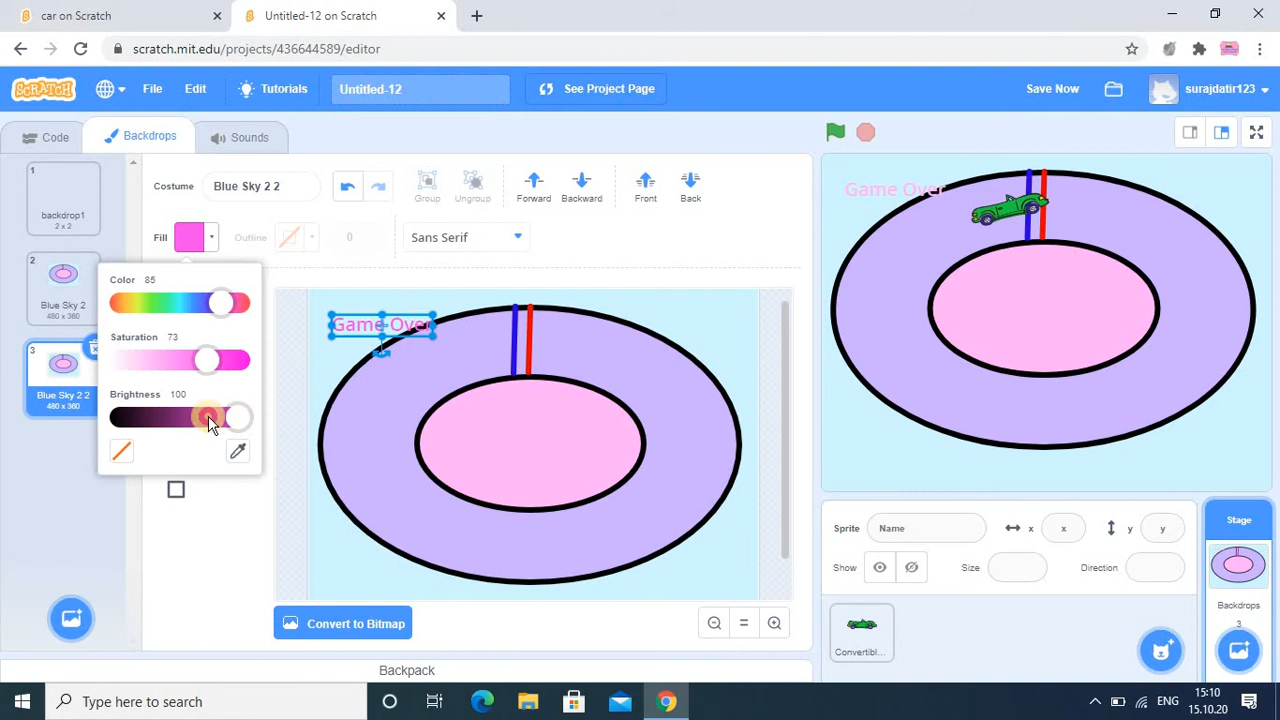 car on Scratch
Untitled-12 on Scratch
scratch.mit.edu/projects/436644589/editor
SCRATCH
File
Edit
Tutorials
Untitled-12
See Project Page
Save Now
surajdatir123
Code
Backdrops
Sounds
1
backdrop1
2 x 2
2
Blue Sky 2
480 x 360
3
Blue Sky 2 2
480 x 360
Costume
Blue Sky 2 2
Group
Ungroup
Forward
Backward
Front
Back
Fill
Outline
0
Sans Serif
Color 85
Saturation 73
Brightness 100
Game Over
Convert to Bitmap
Game Over
Sprite
Name
x
x
y
y
Show
Size
Direction
Convertibl...
Stage
Backdrops
3
Backpack
Type here to search
ENG
15:10
15.10.20